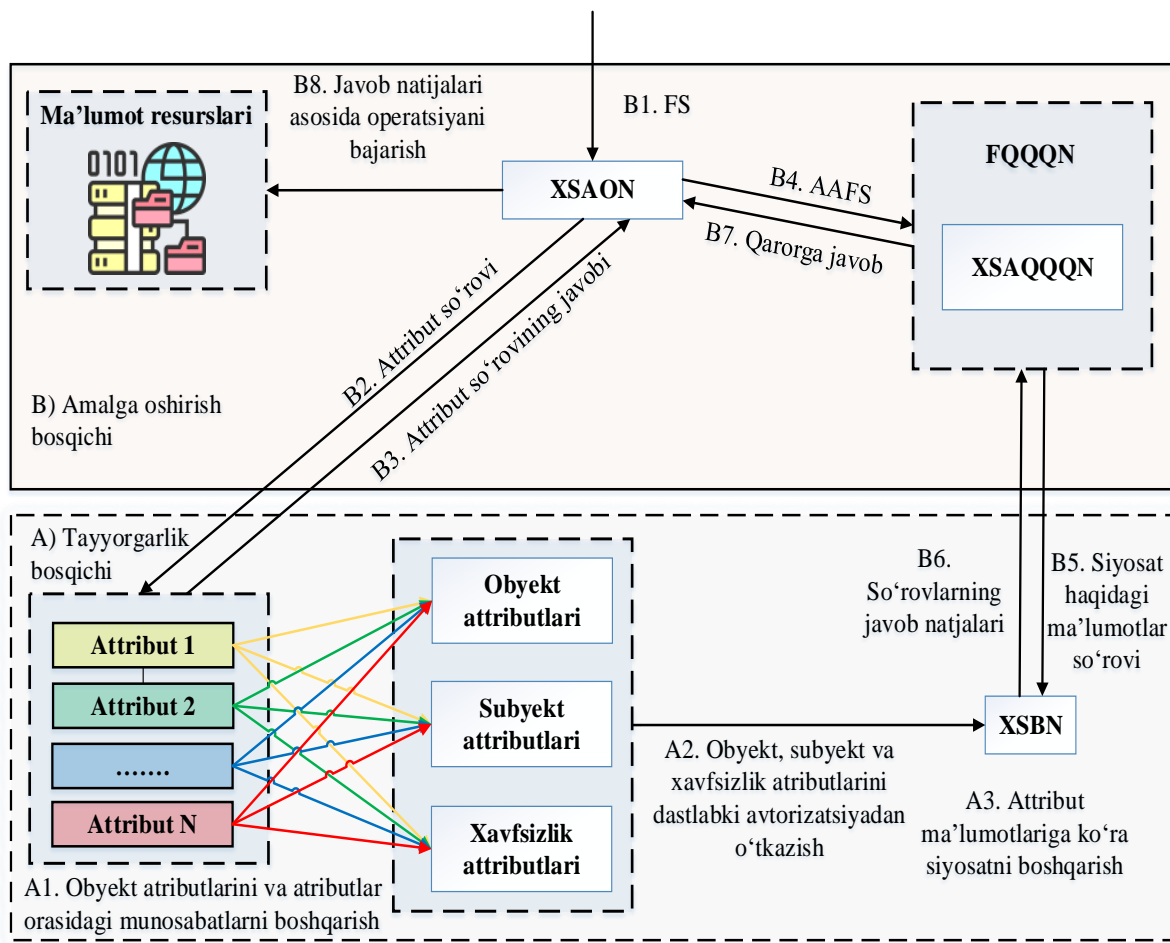 B8. Javob natijalari
asosida operatsiyani
bajarish
B1. FS
Ma’lumot resurslari
0101
XSAON
B4. AAFS
B7. Qarorga javob
FQQQN
XSAQQQN
B2. Attribut so‘rovi
B3. Attribut so‘rovining javobi
B) Amalga oshirish
bosqichi
A) Tayyorgarlik
bosqichi
Attribut 1
Attribut 2
.......
Attribut N
Obyekt
attributlari
Subyekt
attributlari
Xavfsizlik
attributlari
B6.
So‘rovlarning
javob natjalari
B5. Siyosat
haqidagi
ma’lumotlar
so‘rovi
XSBN
A2. Obyekt, subyekt va
xavfsizlik atributlarini
dastlabki avtorizatsiyadan
o‘tkazish
A3. Attribut
ma’lumotlariga ko‘ra
siyosatni boshqarish
A1. Obyekt atributlarini va atributlar
orasidagi munosabatlarni boshqarish